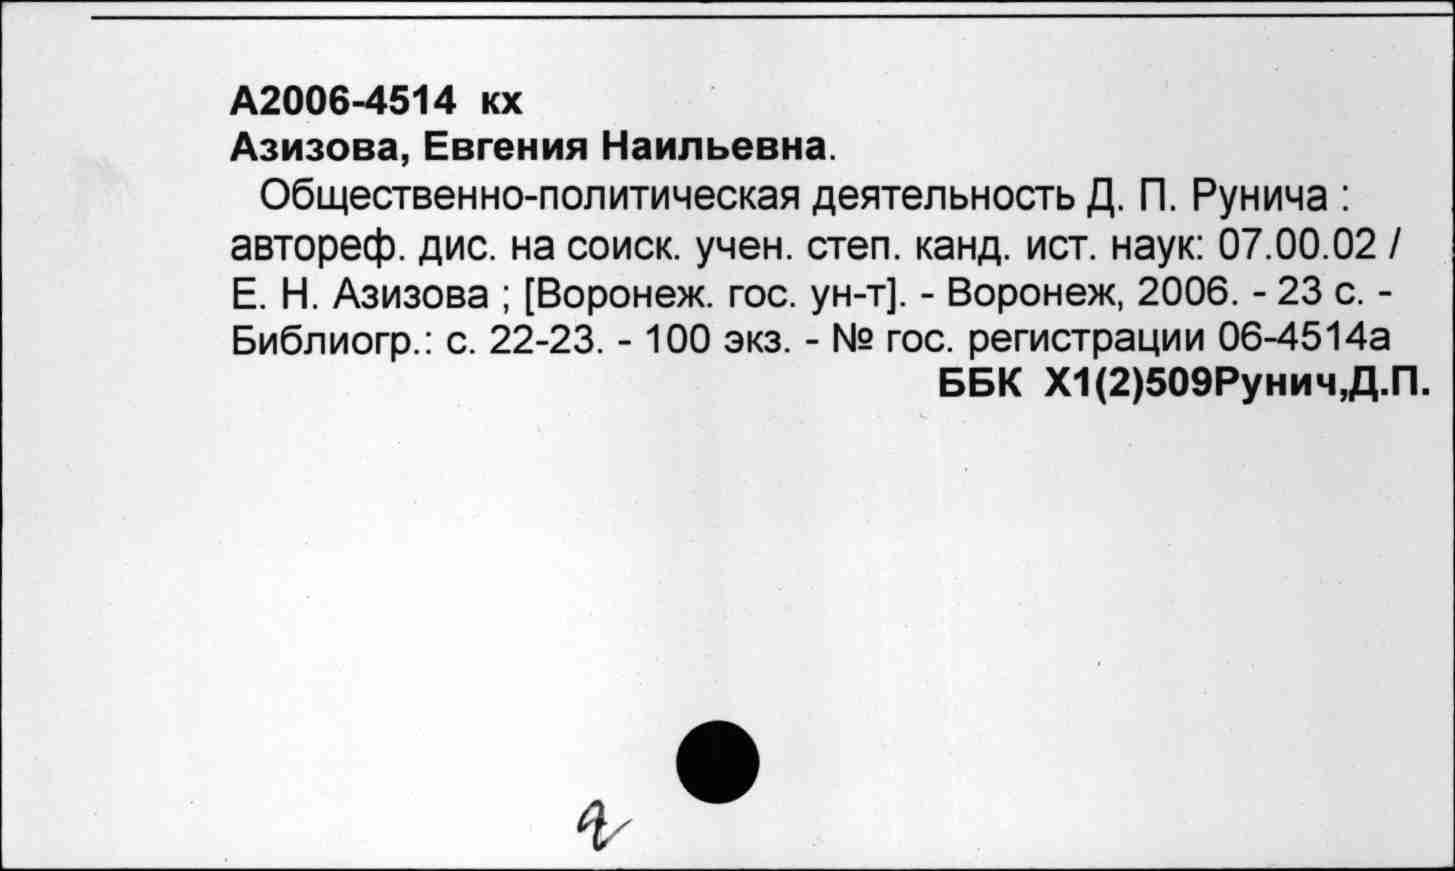 А2006-4514 кх
Азизова, Евгения Наильевна.
Общественно-политическая деятельность Д. П. Рунича :
автореф. дис. на соиск. учен. степ. канд. ист. наук: 07.00.02 /
Е. Н. Азизова ; [Воронеж. гос. ун-т]. - Воронеж, 2006. - 23 с. -
Библиогр.: с. 22-23. - 100 экз. - № гос. регистрации 06-4514а
ББК Х1(2)509Рунич,Д.П.